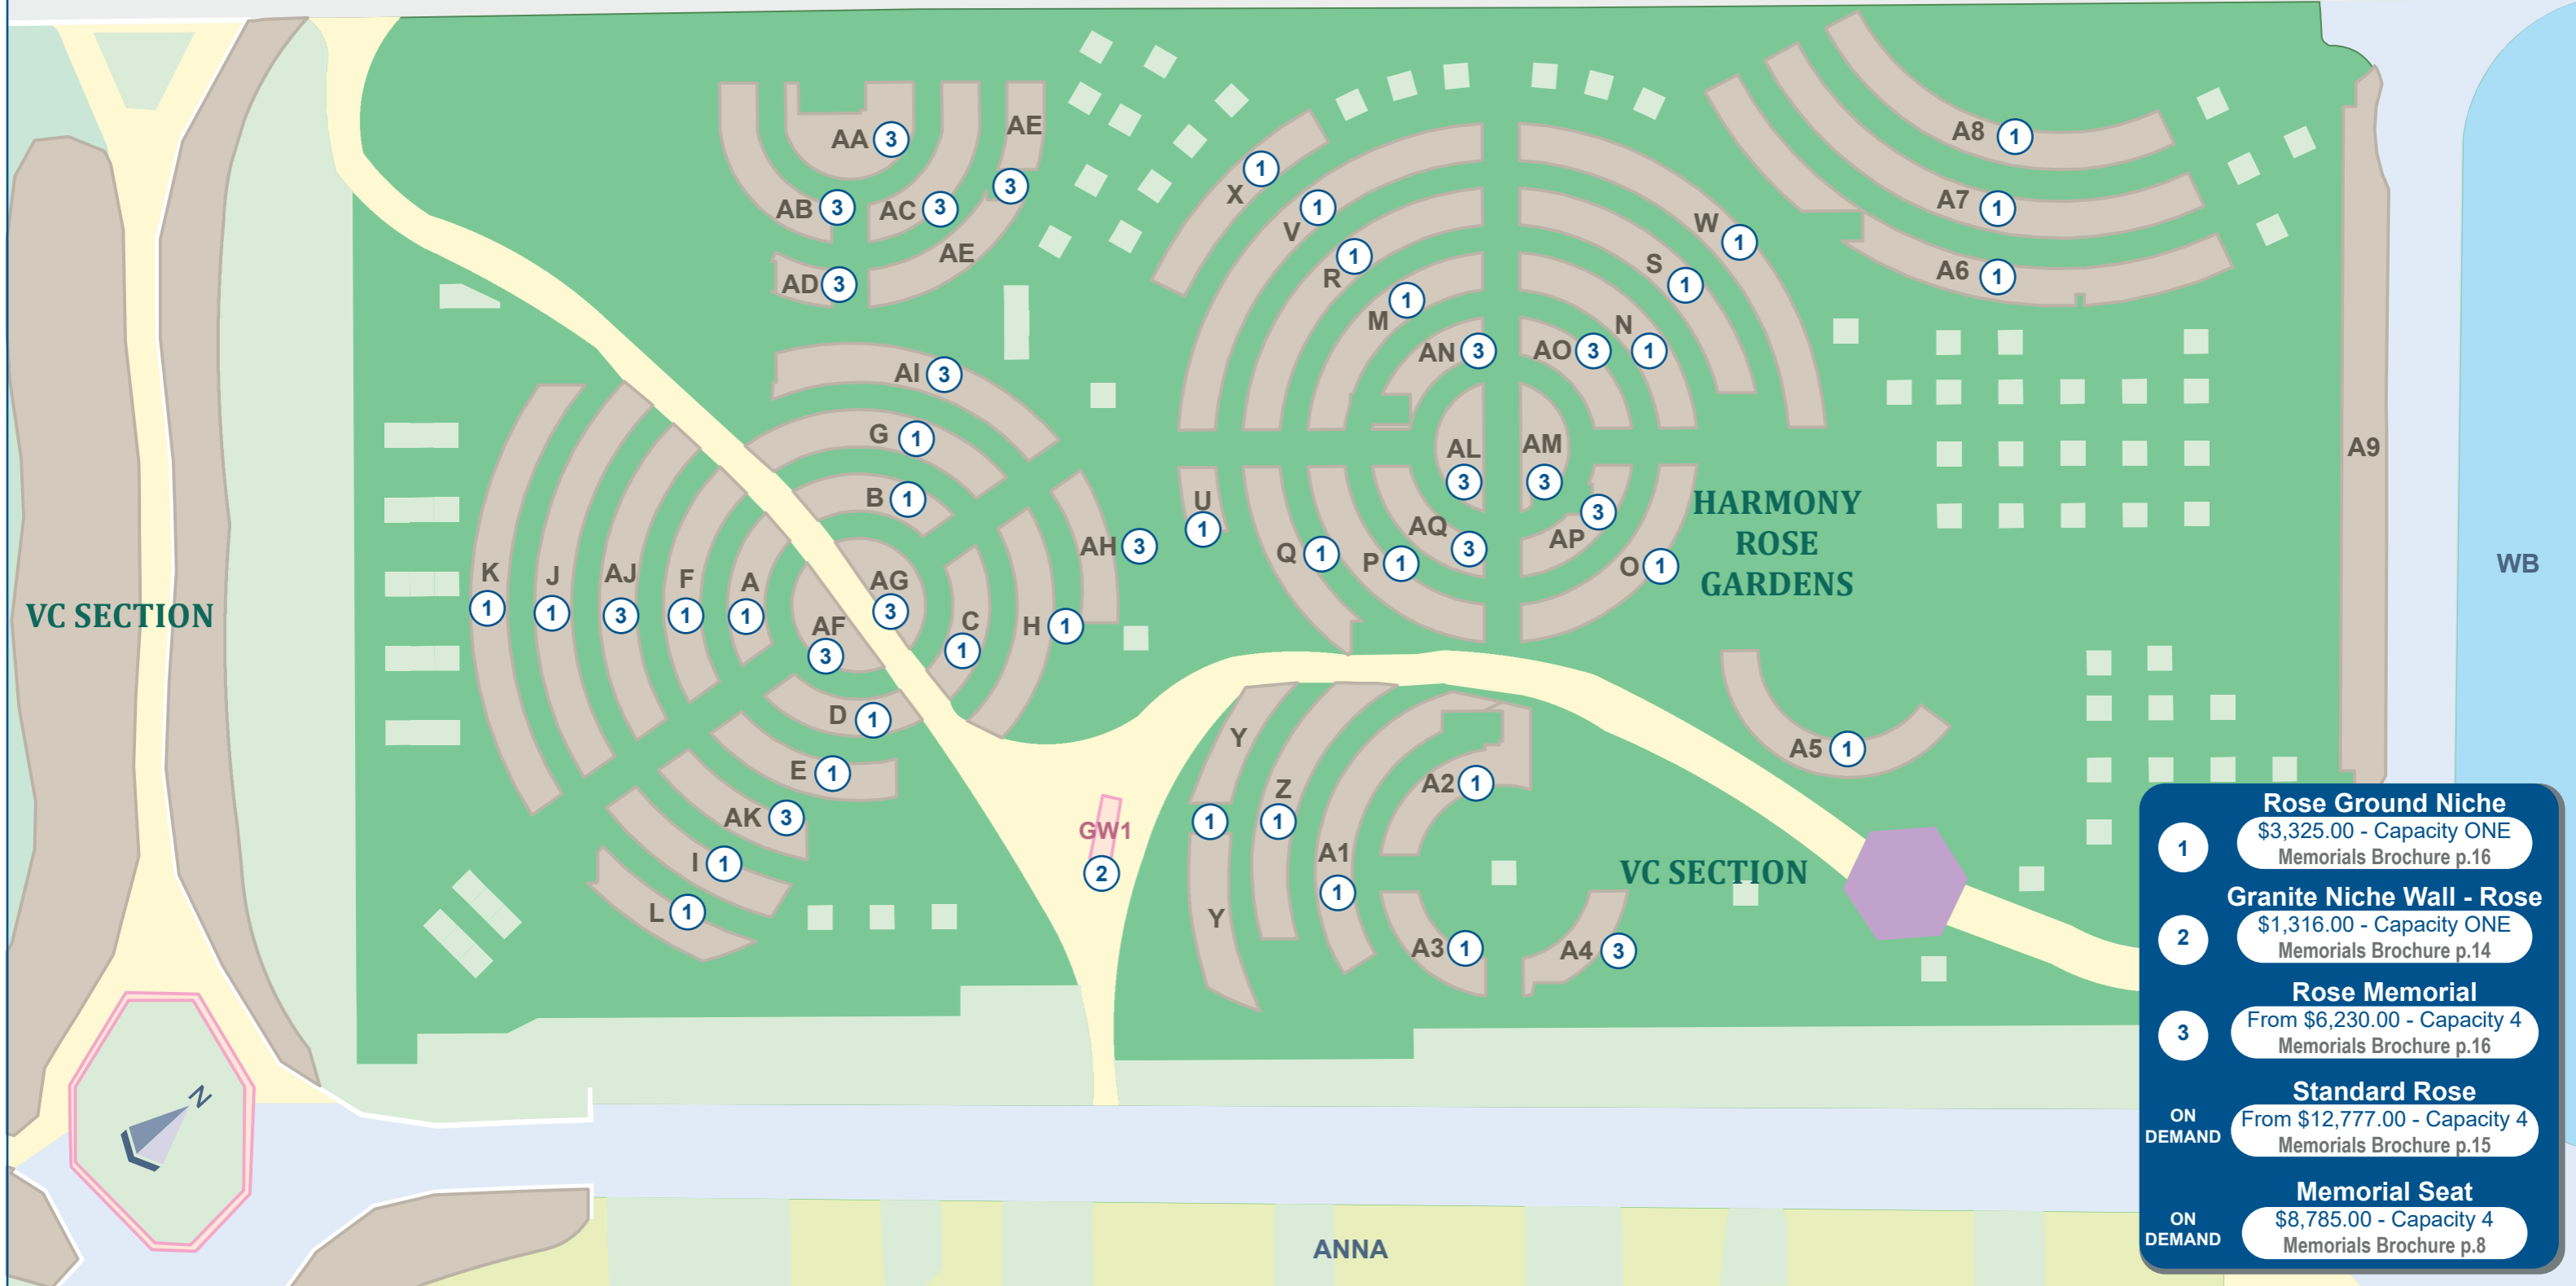 AA 3
AE
3
AB 3
AC 3
AE
AD 3
AI 3
G 1
B 1
K
1
J
1
AJ
3
F
1
A
1
AG
3
AF
3
C
1
H 1
AH 3
D 1
E 1
AK 3
I 1
L 1
VC SECTION
N
X
1
V
1
R
1
M
1
W
1
S
1
N
1
AN 3
AO 3
AL
3
AM
3
U
1
Q 1
P 1
AQ
3
AP
3
O 1
HARMONY
ROSE
GARDENS
A8 1
A7 1
A6 1
A9
WB
GW1
2
Y
1
Y
Z
1
A1
1
A2 1
A3 1
A4 3
A5 1
VC SECTION
ANNA
Rose Ground Niche
1
$3,325.00 - Capacity ONE
Memorials Brochure p.16
Granite Niche Wall - Rose
2
$1,316.00 - Capacity ONE
Memorials Brochure p.14
Rose Memorial
3
From $6,230.00 - Capacity 4
Memorials Brochure p.16
Standard Rose
ON
DEMAND
From $12,777.00 - Capacity 4
Memorials Brochure p.15
Memorial Seat
ON
DEMAND
$8,785.00 - Capacity 4
Memorials Brochure p.8